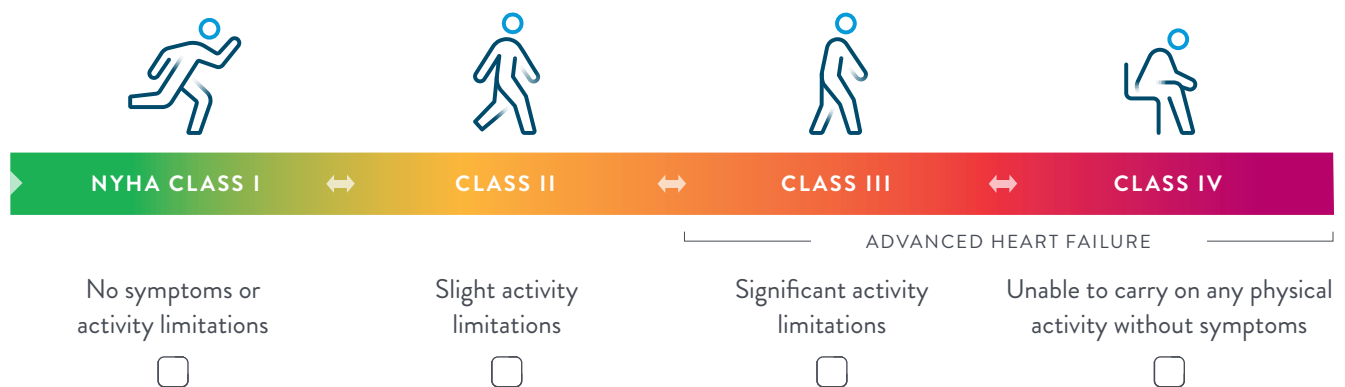 NYHA CLASS I
CLASS II
CLASS III
CLASS IV
ADVANCED HEART FAILURE
No symptoms or
activity limitations
Slight activity
limitations
Significant activity
limitations
Unable to carry on any physical
activity without symptoms